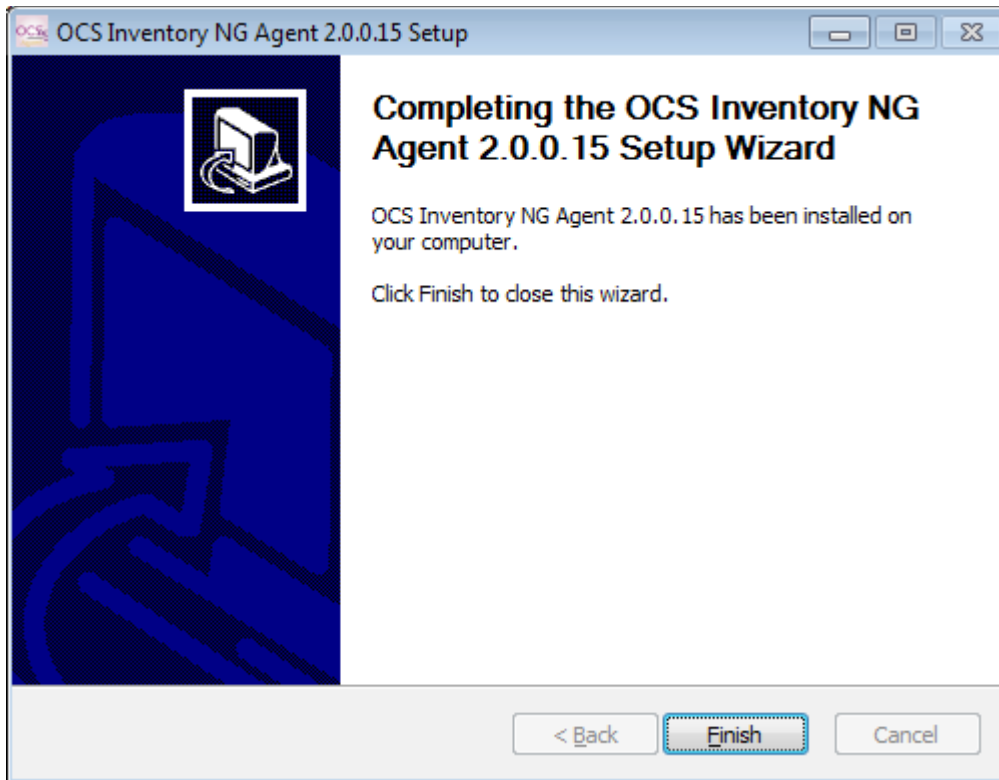 OCS Inventory NG Agent 2.0.0.15 Setup
Completing the OCS Inventory NG
Agent 2.0.0.15 Setup Wizard
OCS Inventory NG Agent 2.0.0.15 has been installed on
your computer.
Click Finish to close this wizard.
< Back
Finish
Cancel